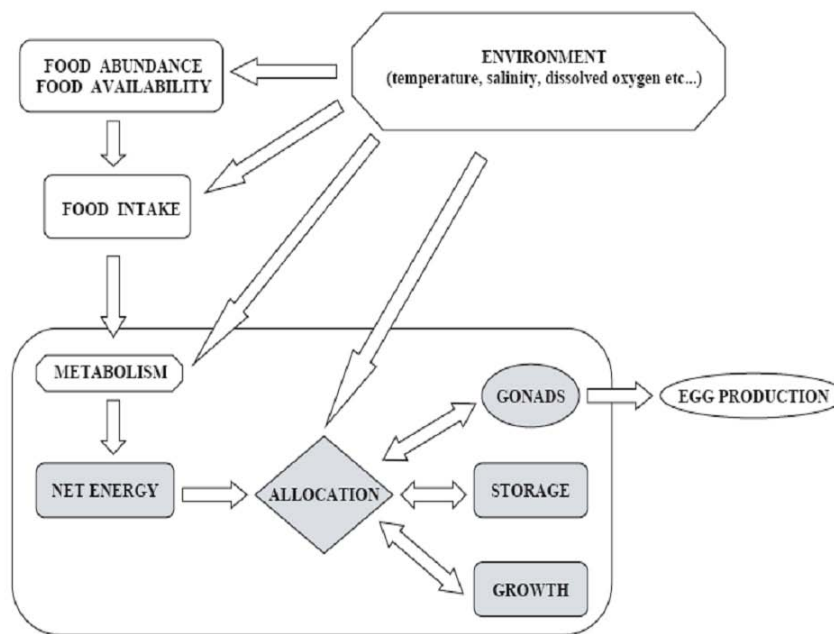 FOOD ABUNDANCE
FOOD AVAILABILITY
ENVIRONMENT
(temperature, salinity, dissolved oxygen etc...)
FOOD INTAKE
METABOLISM
GONADS
EGG PRODUCTION
NET ENERGY
ALLOCATION
STORAGE
GROWTH